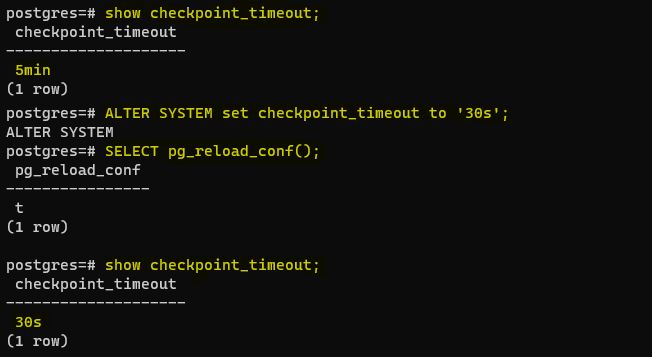 postgres=# show checkpoint_timeout;
 checkpoint_timeout
--------------------
 5min
(1 row)
postgres=# ALTER SYSTEM set checkpoint_timeout to '30s';
ALTER SYSTEM
postgres=# SELECT pg_reload_conf();
 pg_reload_conf
----------------
 t
(1 row)

postgres=# show checkpoint_timeout;
 checkpoint_timeout
--------------------
 30s
(1 row)